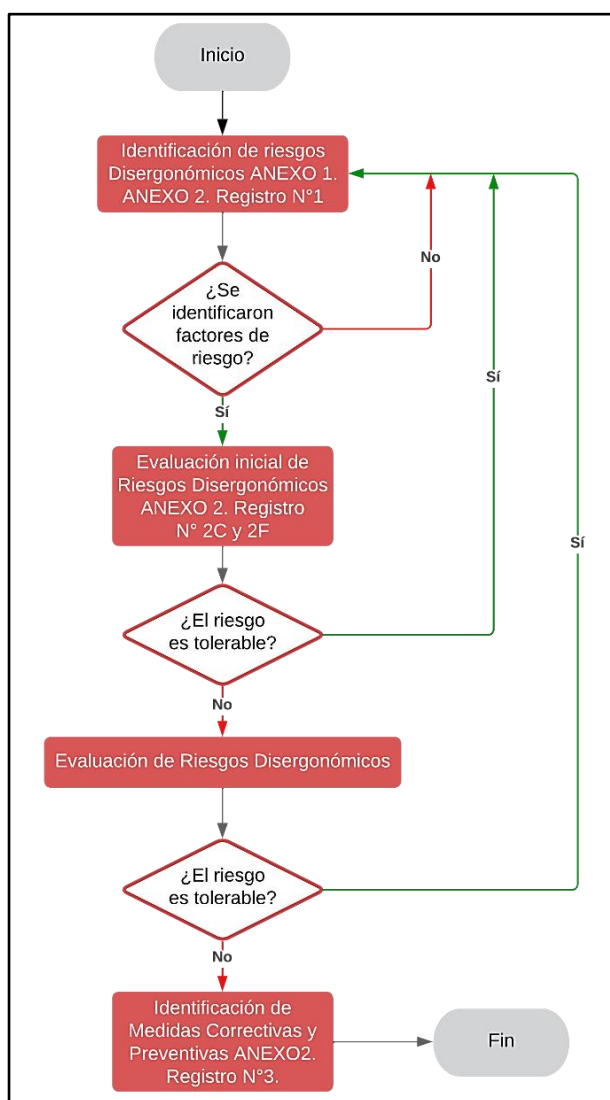 Inicio
Identificación de riesgos
Disergonómicos ANEXO 1.
ANEXO 2. Registro N°1
¿Se
identificaron
factores de
riesgo?
No
Sí
Evaluación inicial de
Riesgos Disergonómicos
ANEXO 2. Registro
N° 2C y 2F
Sí
Sí
¿El riesgo
es tolerable?
No
Evaluación de Riesgos Disergonómicos
¿El riesgo
es tolerable?
No
Identificación de
Medidas Correctivas y
Preventivas ANEXO2.
Registro N°3.
Fin